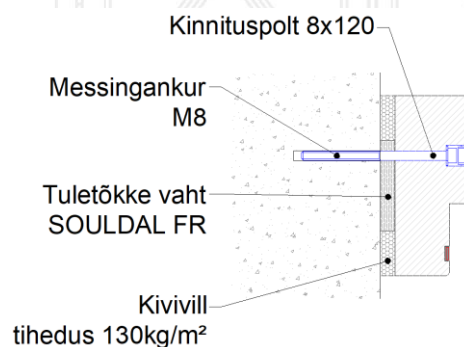 Kinnituspolt 8x120
Messingankur
M8
Tuletõkke vaht
SOULDAL FR
Kivivill
tihedus 130kg/m²